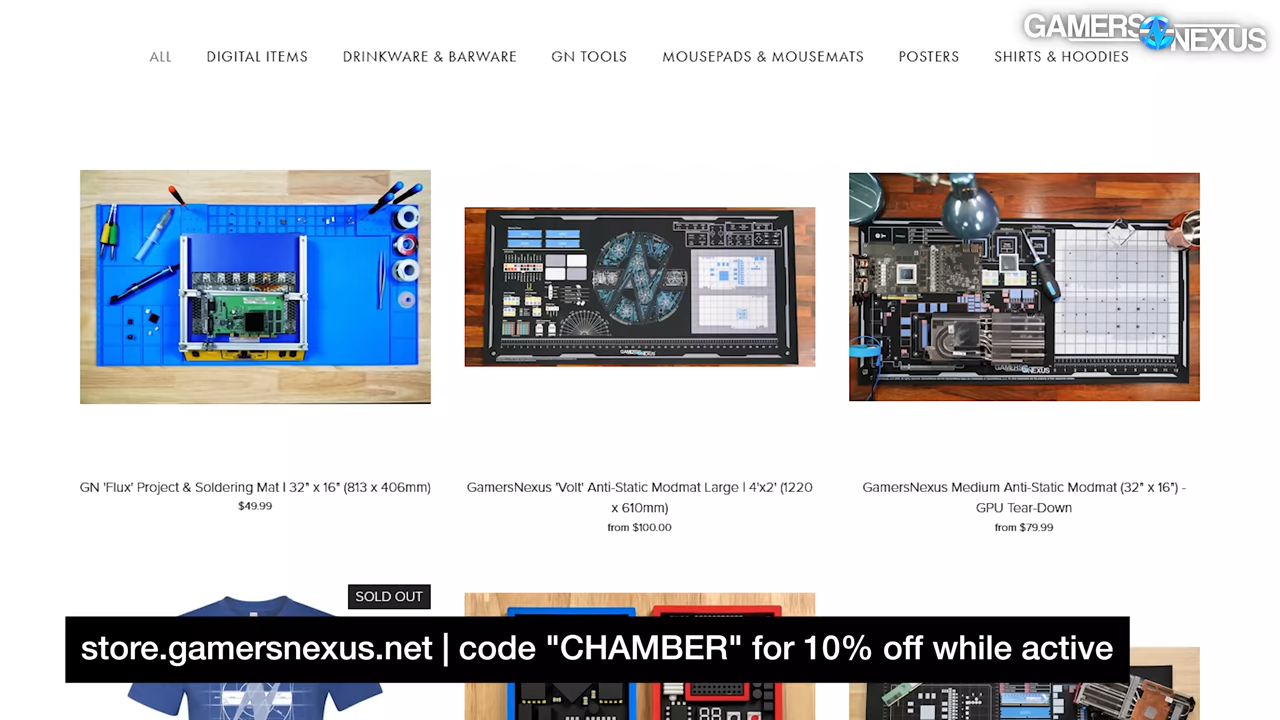 GAMERS NEXUS
ALL DIGITAL ITEMS DRINKWARE & BARWARE GN TOOLS MOUSEPADS & MOUSEMATS POSTERS SHIRTS & HOODIES
GN 'Flux' Project & Soldering Mat | 32" x 16" (813 x 406mm)
$49.99
GamersNexus 'Volt' Anti-Static Modmat Large | 4'x2' (1220
x 610mm)
from $100.00
GamersNexus Medium Anti-Static Modmat (32" x 16") -
GPU Tear-Down
from $79.99
SOLD OUT
store.gamersnexus.net | code "CHAMBER" for 10% off while active